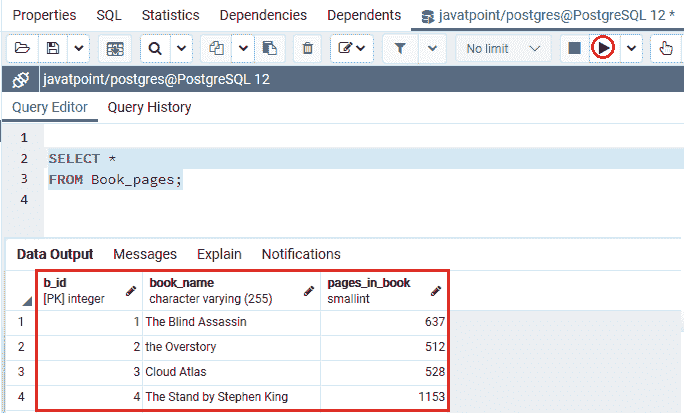 Properties SQL Statistics Dependencies Dependents javatpoint/postgres@PostgreSQL 12 *
No limit
javatpoint/postgres@PostgreSQL 12
Query Editor Query History
1
2 SELECT *
3 FROM Book_pages;
4
Data Output Messages Explain Notifications
b_id book_name pages_in_book
[PK] integer character varying (255) smallint
1 1 The Blind Assassin 637
2 2 the Overstory 512
3 3 Cloud Atlas 528
4 4 The Stand by Stephen King 1153